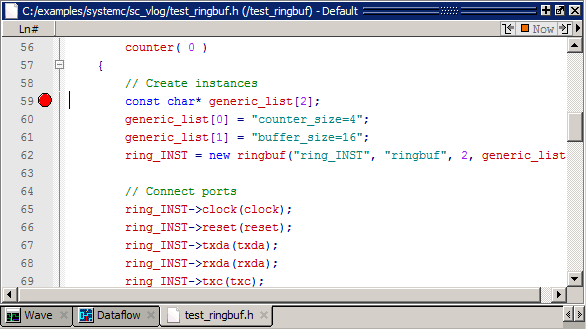 C:/examples/systemc/sc_vlog/test_ringbuf.h (/test_ringbuf) - Default
Ln# Now
56 counter( 0 )
57 {
58 // Create instances
59 const char* generic_list[2];
60 generic_list[0] = "counter_size=4";
61 generic_list[1] = "buffer_size=16";
62 ring_INST = new ringbuf("ring_INST", "ringbuf", 2, generic_list
63
64 // Connect ports
65 ring_INST->clock(clock);
66 ring_INST->reset(reset);
67 ring_INST->txda(txda);
68 ring_INST->rxda(rxda);
69 ring_INST->txc(txc);
Wave Dataflow test_ringbuf.h